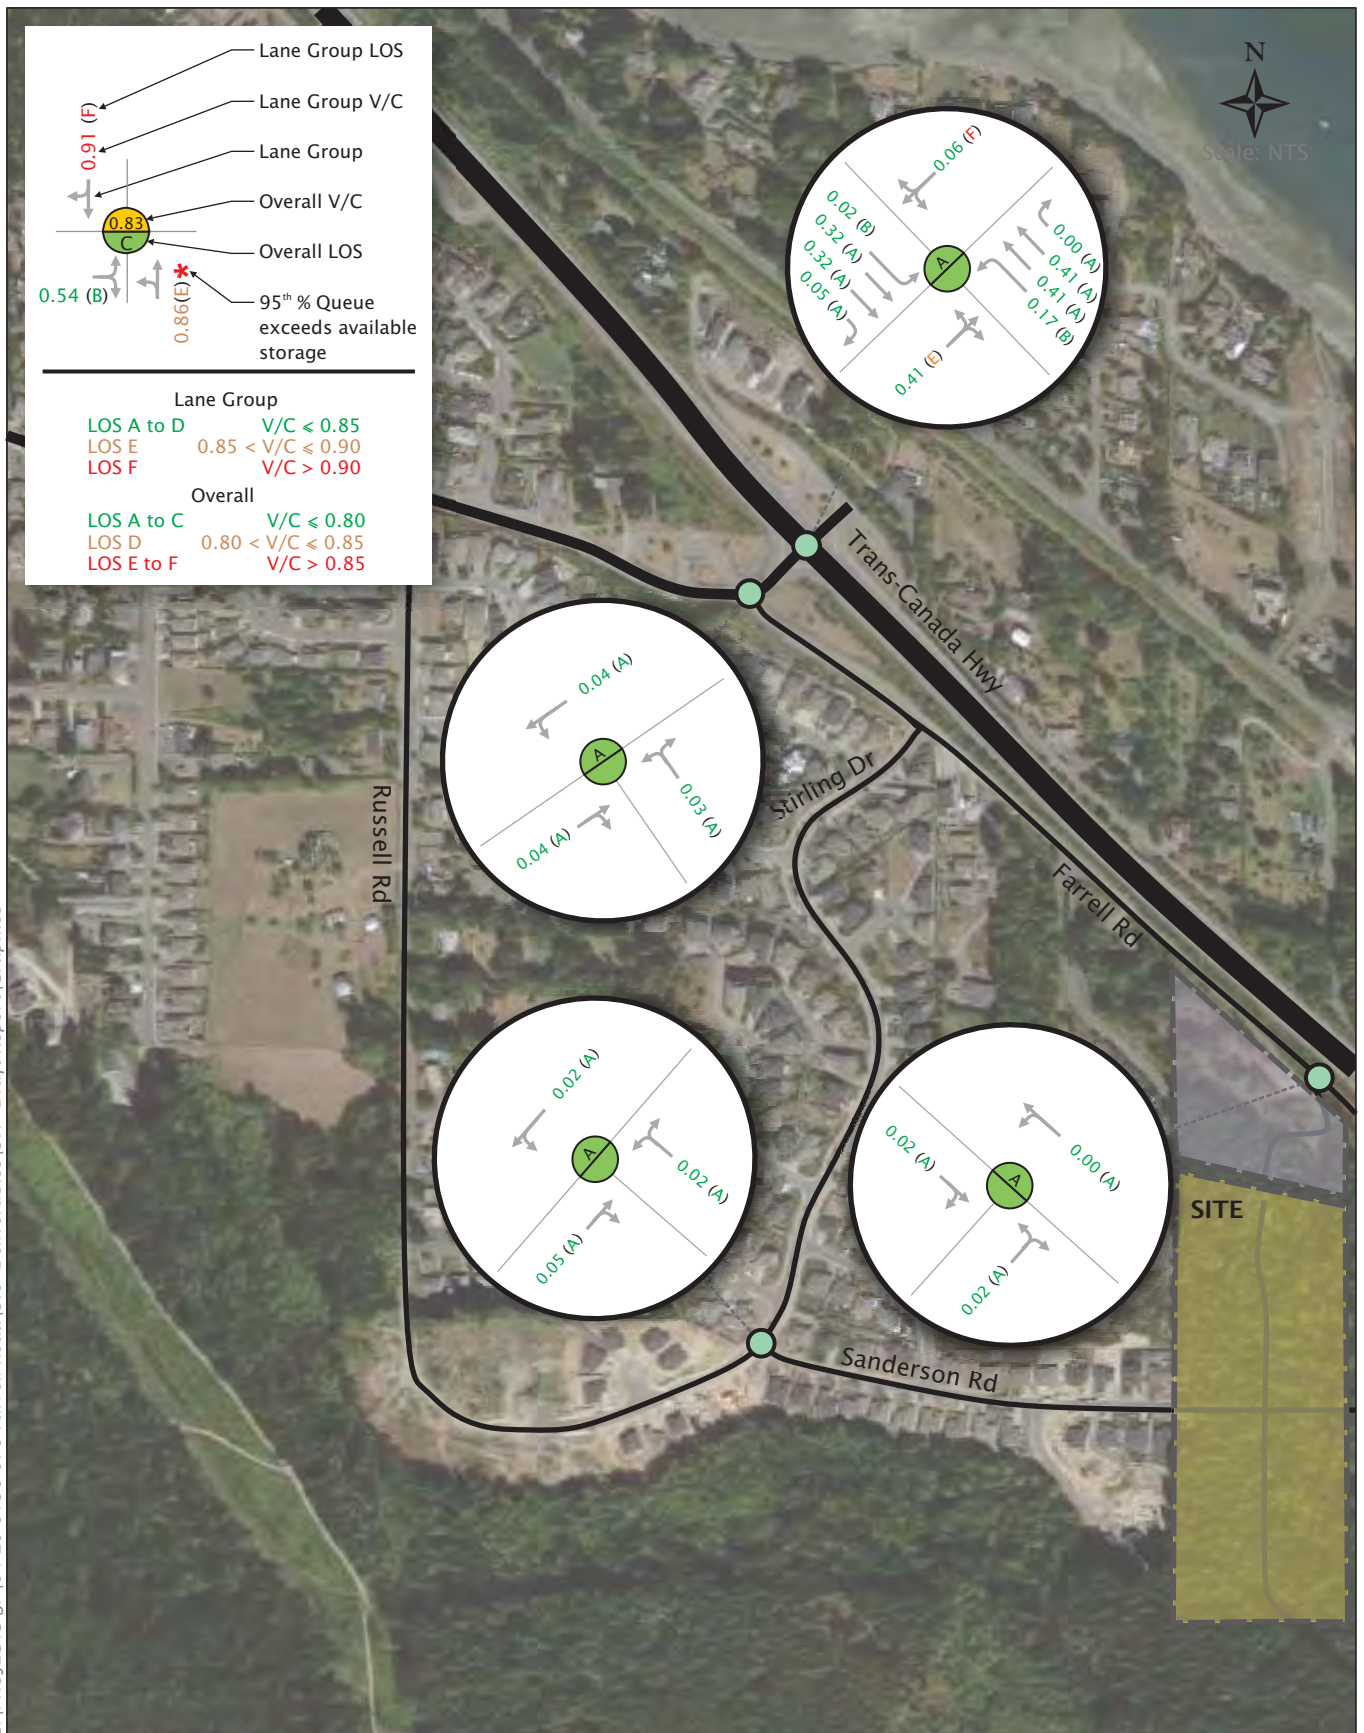 Lane Group LOS
Lane Group V/C
Lane Group
Overall V/C
Overall LOS
95th % Queue
exceeds available
storage
0.91 (F)
0.83
C
0.54 (B)
0.86(E) *
Lane Group
LOS A to D V/C ≤ 0.85
LOS E 0.85 < V/C ≤ 0.90
LOS F V/C > 0.90
Overall
LOS A to C V/C ≤ 0.80
LOS D 0.80 < V/C ≤ 0.85
LOS E to F V/C > 0.85
N
Scale: NTS
0.06 (F)
0.02 (B)
0.32 (A)
0.32 (A)
0.05 (A)
A
0.00 (A)
0.41 (A)
0.41 (A)
0.17 (B)
0.41 (E)
Trans-Canada Hwy
0.04 (A)
A
0.03 (A)
0.04 (A)
Stirling Dr
Russell Rd
Farrell Rd
0.02 (A)
A
0.02 (A)
0.05 (A)
0.02 (A)
0.00 (A)
A
0.02 (A)
SITE
Sanderson Rd